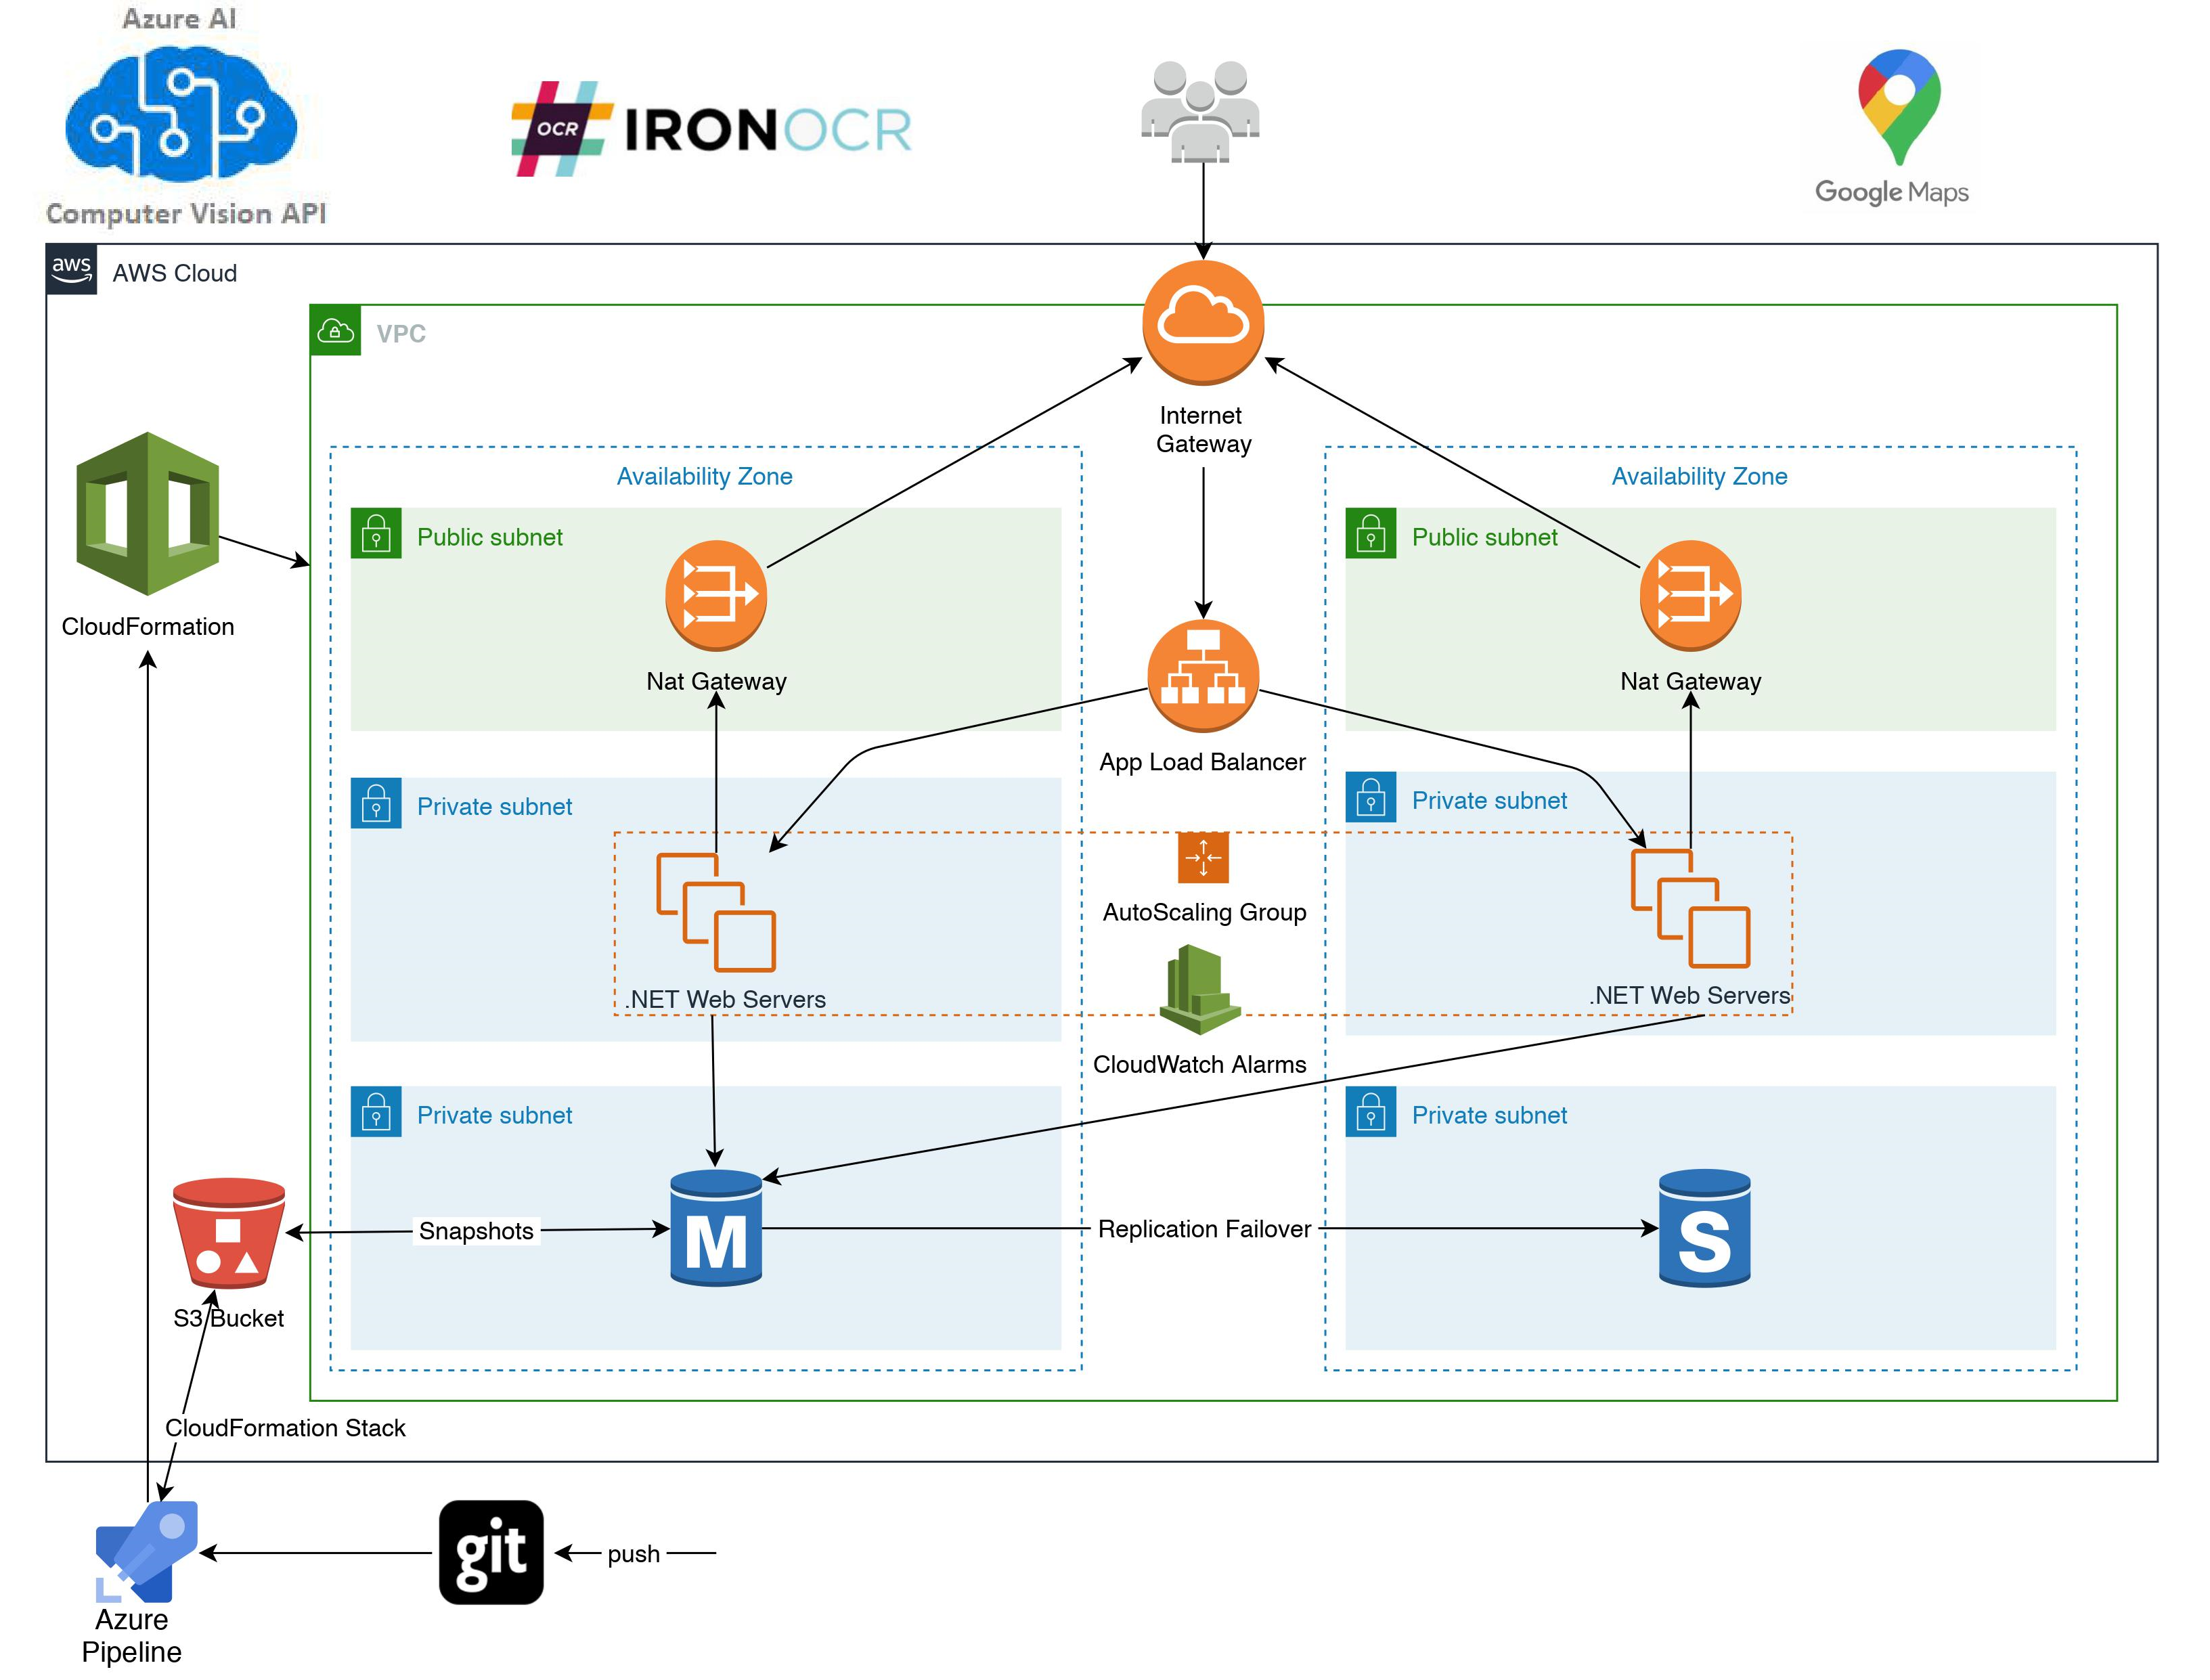 Azure AI
Computer Vision API
OCR
IRONOCR
Google Maps
aws
AWS Cloud
VPC
Internet
Gateway
CloudFormation
Availability Zone
Availability Zone
Public subnet
Public subnet
Nat Gateway
Nat Gateway
App Load Balancer
Private subnet
Private subnet
AutoScaling Group
.NET Web Servers
.NET Web Servers
CloudWatch Alarms
Private subnet
Private subnet
Snapshots
M
Replication Failover
S
S3 Bucket
CloudFormation Stack
git
push
Azure
Pipeline